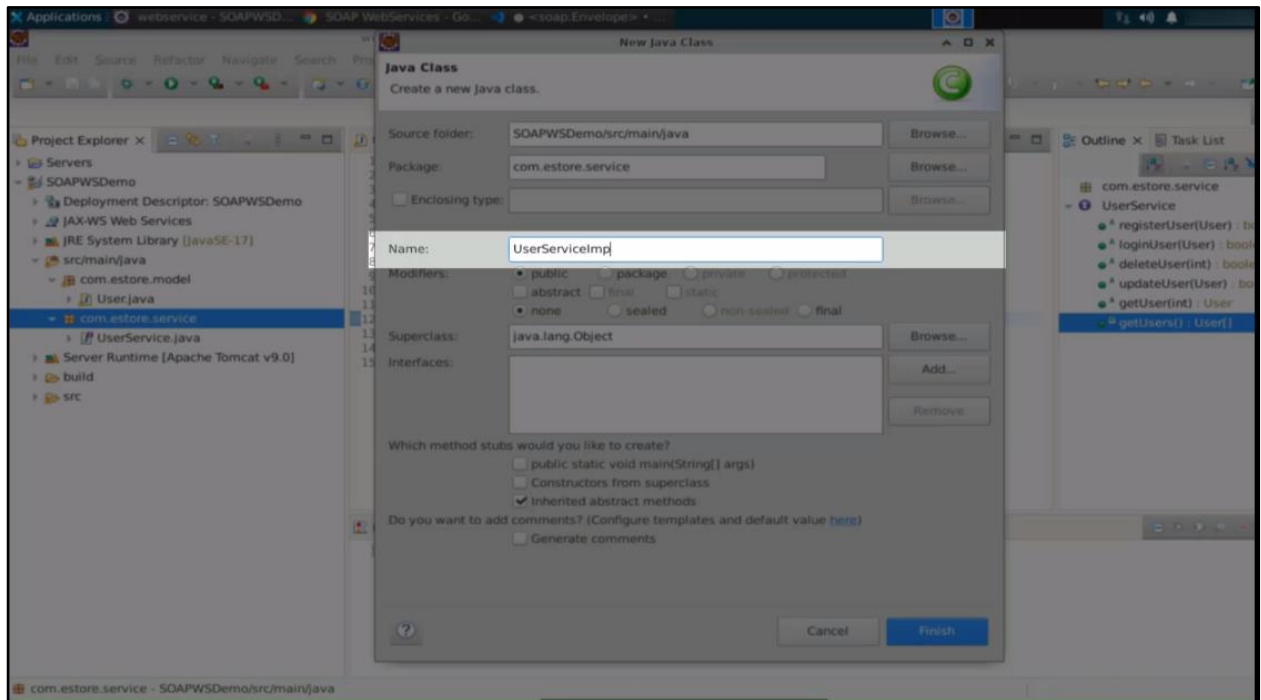 Applications webservice - SOAPWSD... SOAP WebServices - Go... <soap.Envelope> • ...
New Java Class
File Edit Source Refactor Navigate Search
Java Class
Create a new Java class.
Project Explorer
Servers
SOAPWSDemo
Deployment Descriptor: SOAPWSDemo
JAX-WS Web Services
JRE System Library [JavaSE-17]
src/main/java
com.estore.model
User.java
com.estore.service
UserService.java
Server Runtime [Apache Tomcat v9.0]
build
src
Source folder: SOAPWSDemo/src/main/java Browse...
Package: com.estore.service Browse...
Enclosing type: Browse...
Name: UserServiceImp
Modifiers: public package private protected
abstract final static
none sealed non-sealed final
Superclass: java.lang.Object Browse...
Interfaces: Add...
Remove
Which method stubs would you like to create?
public static void main(String[] args)
Constructors from superclass
Inherited abstract methods
Do you want to add comments? (Configure templates and default value here)
Generate comments
? Cancel Finish
Outline Task List
com.estore.service
UserService
registerUser(User) : bo
loginUser(User) : boole
deleteUser(int) : boole
updateUser(User) : bo
getUser(int) : User
getUsers() : User[]
com.estore.service - SOAPWSDemo/src/main/java